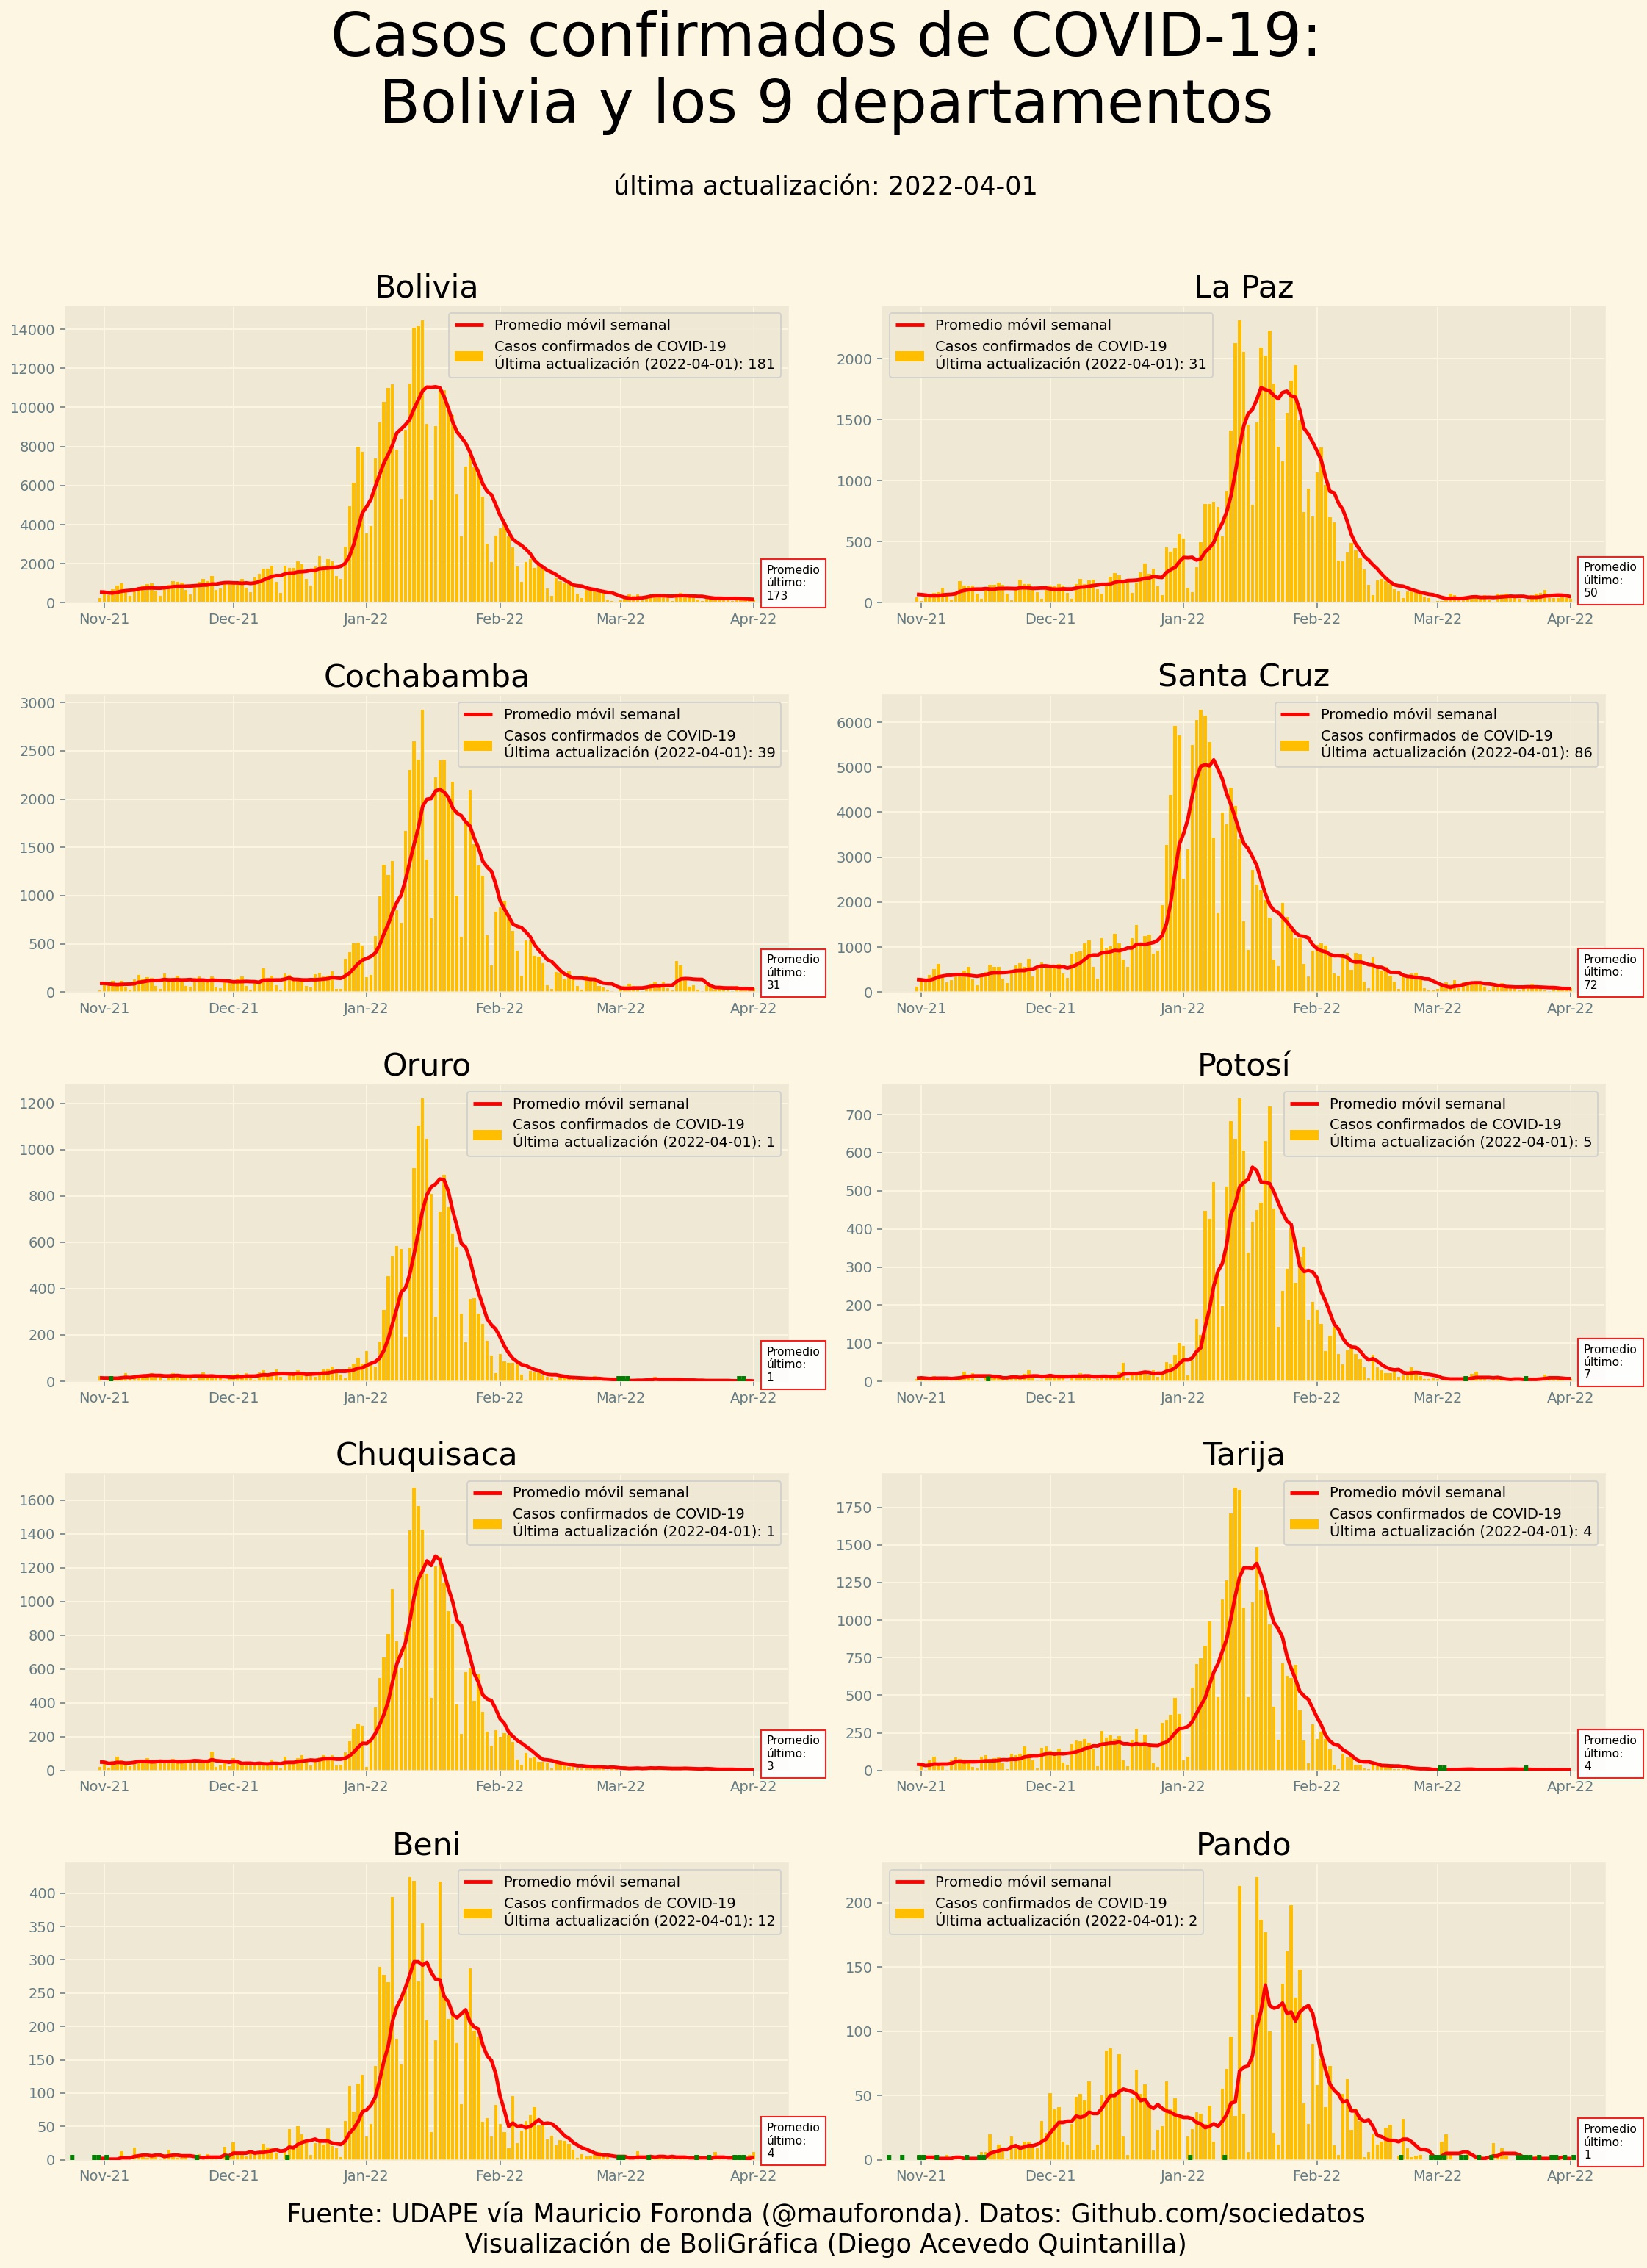 Casos confirmados de COVID-19:
Bolivia y los 9 departamentos
última actualización: 2022-04-01
Bolivia
14000
12000
10000
8000
6000
4000
2000
0
Promedio móvil semanal
Casos confirmados de COVID-19
Última actualización (2022-04-01): 181
Promedio
último:
173
Nov-21 Dec-21 Jan-22 Feb-22 Mar-22 Apr-22
La Paz
2000
1500
1000
500
0
Promedio móvil semanal
Casos confirmados de COVID-19
Última actualización (2022-04-01): 31
Promedio
último:
50
Nov-21 Dec-21 Jan-22 Feb-22 Mar-22 Apr-22
Cochabamba
3000
2500
2000
1500
1000
500
0
Promedio móvil semanal
Casos confirmados de COVID-19
Última actualización (2022-04-01): 39
Promedio
último:
31
Nov-21 Dec-21 Jan-22 Feb-22 Mar-22 Apr-22
Santa Cruz
6000
5000
4000
3000
2000
1000
0
Promedio móvil semanal
Casos confirmados de COVID-19
Última actualización (2022-04-01): 86
Promedio
último:
72
Nov-21 Dec-21 Jan-22 Feb-22 Mar-22 Apr-22
Oruro
1200
1000
800
600
400
200
0
Promedio móvil semanal
Casos confirmados de COVID-19
Última actualización (2022-04-01): 1
Promedio
último:
1
Nov-21 Dec-21 Jan-22 Feb-22 Mar-22 Apr-22
Potosí
700
600
500
400
300
200
100
0
Promedio móvil semanal
Casos confirmados de COVID-19
Última actualización (2022-04-01): 5
Promedio
último:
7
Nov-21 Dec-21 Jan-22 Feb-22 Mar-22 Apr-22
Chuquisaca
1600
1400
1200
1000
800
600
400
200
0
Promedio móvil semanal
Casos confirmados de COVID-19
Última actualización (2022-04-01): 1
Promedio
último:
3
Nov-21 Dec-21 Jan-22 Feb-22 Mar-22 Apr-22
Tarija
1750
1500
1250
1000
750
500
250
0
Promedio móvil semanal
Casos confirmados de COVID-19
Última actualización (2022-04-01): 4
Promedio
último:
4
Nov-21 Dec-21 Jan-22 Feb-22 Mar-22 Apr-22
Beni
400
350
300
250
200
150
100
50
0
Promedio móvil semanal
Casos confirmados de COVID-19
Última actualización (2022-04-01): 12
Promedio
último:
4
Nov-21 Dec-21 Jan-22 Feb-22 Mar-22 Apr-22
Pando
200
150
100
50
0
Promedio móvil semanal
Casos confirmados de COVID-19
Última actualización (2022-04-01): 2
Promedio
último:
1
Nov-21 Dec-21 Jan-22 Feb-22 Mar-22 Apr-22
Fuente: UDAPE vía Mauricio Foronda (@mauforonda). Datos: Github.com/sociedatos
Visualización de BoliGráfica (Diego Acevedo Quintanilla)